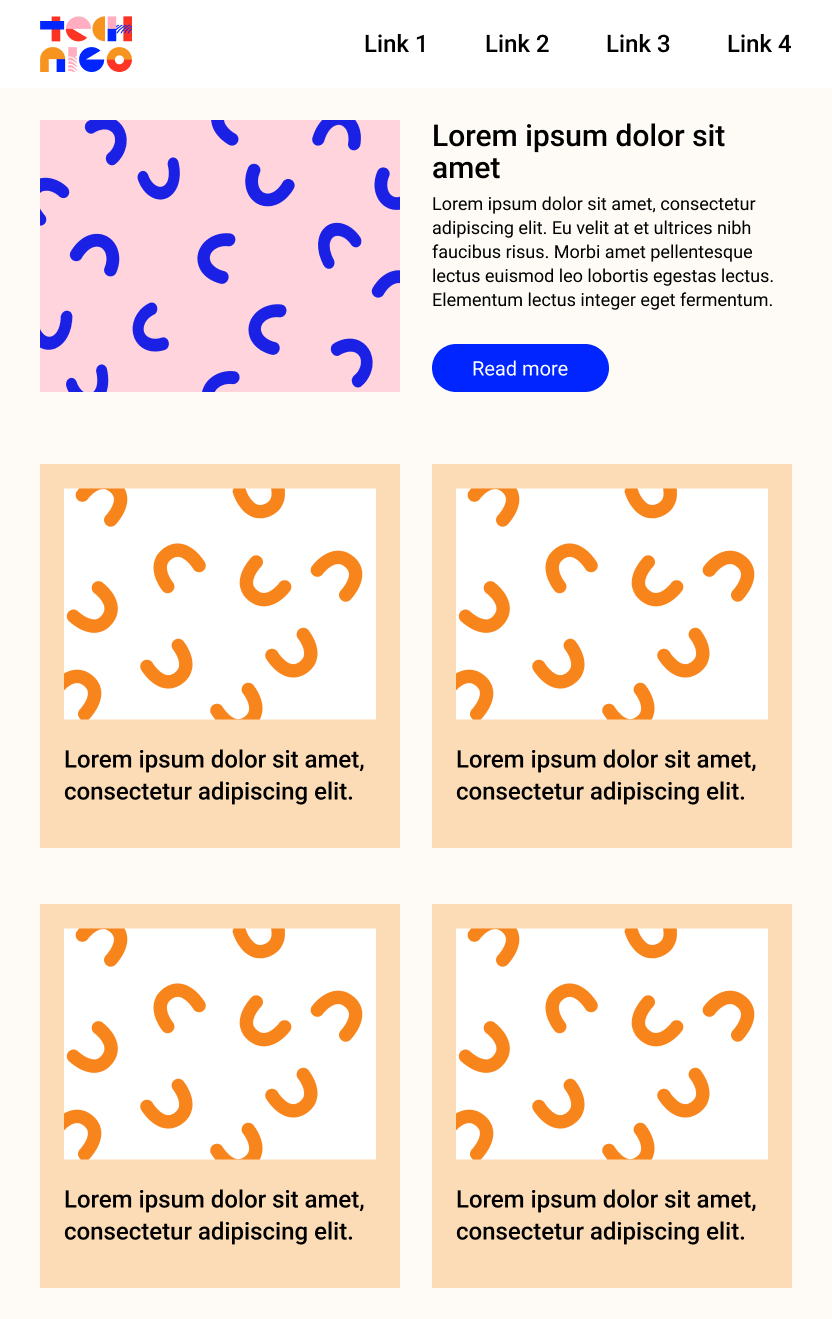 TECH
NICO
Link 1 Link 2 Link 3 Link 4
Lorem ipsum dolor sit
amet
Lorem ipsum dolor sit amet, consectetur
adipiscing elit. Eu velit at et ultrices nibh
faucibus risus. Morbi amet pellentesque
lectus euismod leo lobortis egestas lectus.
Elementum lectus integer eget fermentum.
Read more
Lorem ipsum dolor sit amet,
consectetur adipiscing elit.
Lorem ipsum dolor sit amet,
consectetur adipiscing elit.
Lorem ipsum dolor sit amet,
consectetur adipiscing elit.
Lorem ipsum dolor sit amet,
consectetur adipiscing elit.